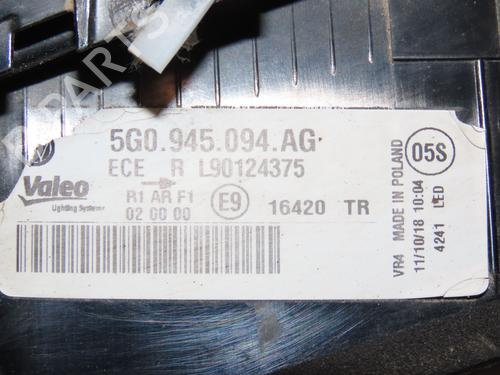 5G0.945.094.AG
ECE R L90124375
Valeo
Lighting Systems
R1 AR F1
02 00 00
E9
16420 TR
05S
VR4 MADE IN POLAND
11/10/18 10:04
4241 LED